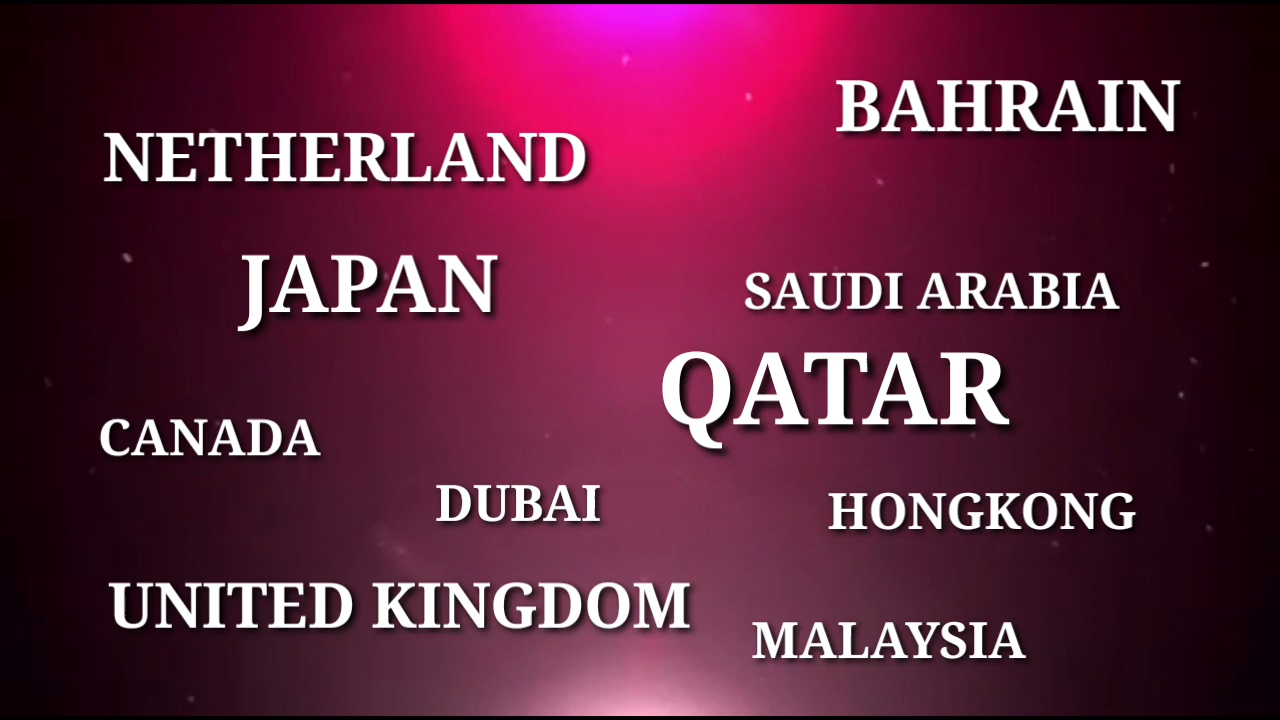 BAHRAIN
NETHERLAND
JAPAN
SAUDI ARABIA
QATAR
CANADA
DUBAI
HONGKONG
UNITED KINGDOM
MALAYSIA